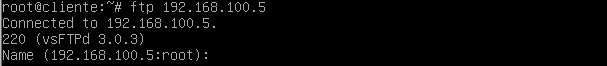 root@cliente:~# ftp 192.168.100.5
Connected to 192.168.100.5.
220 (vsFTPd 3.0.3)
Name (192.168.100.5:root):